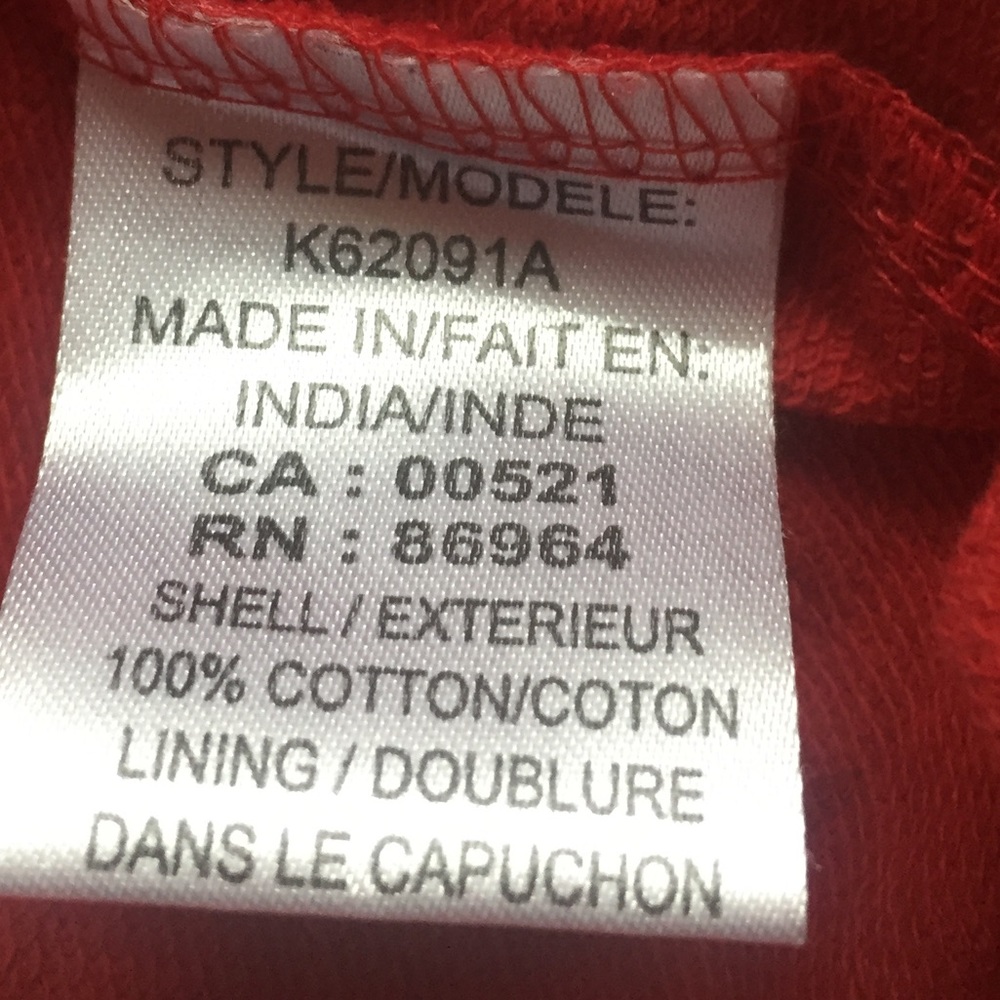 STYLE/MODELE:
K62091A
MADE IN/FAIT EN:
INDIA/INDE
CA : 00521
RN : 86964
SHELL / EXTERIEUR
100% COTTON/COTON
LINING / DOUBLURE
DANS LE CAPUCHON